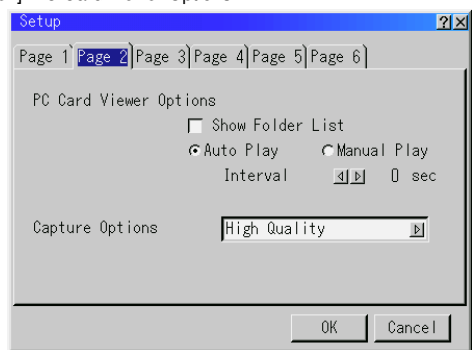 Setup ? X
Page 1 Page 2 Page 3 Page 4 Page 5 Page 6
PC Card Viewer Options
Show Folder List
Auto Play Manual Play
Interval 0 sec
Capture Options High Quality
OK Cancel